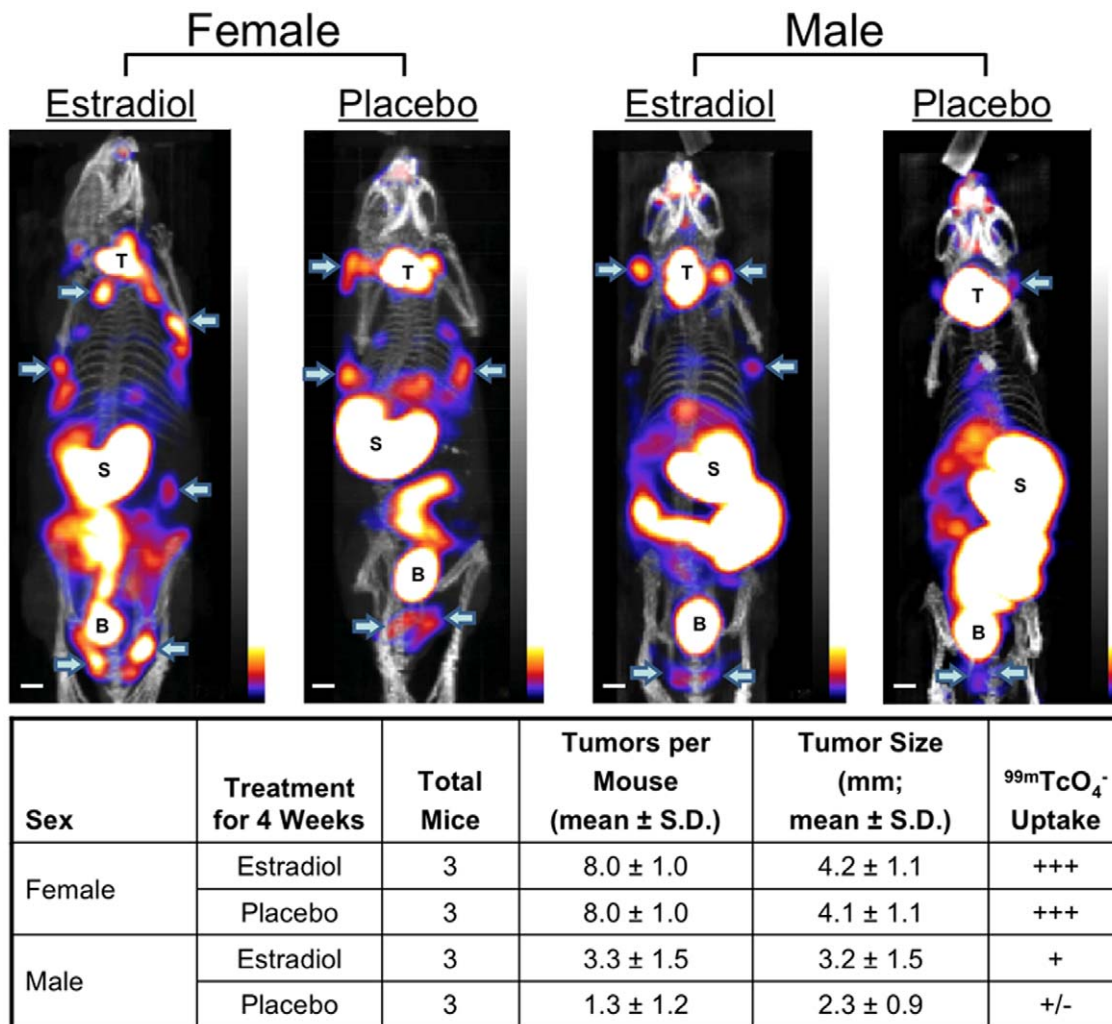 Female Male
Estradiol Placebo Estradiol Placebo
T T T T
S S S S
B B B B
Sex Treatment for 4 Weeks Total Mice Tumors per Mouse (mean ± S.D.) Tumor Size (mm; mean ± S.D.) ⁹⁹ᵐTcO₄⁻ Uptake
Female Estradiol 3 8.0 ± 1.0 4.2 ± 1.1 +++
Placebo 3 8.0 ± 1.0 4.1 ± 1.1 +++
Male Estradiol 3 3.3 ± 1.5 3.2 ± 1.5 +
Placebo 3 1.3 ± 1.2 2.3 ± 0.9 +/-